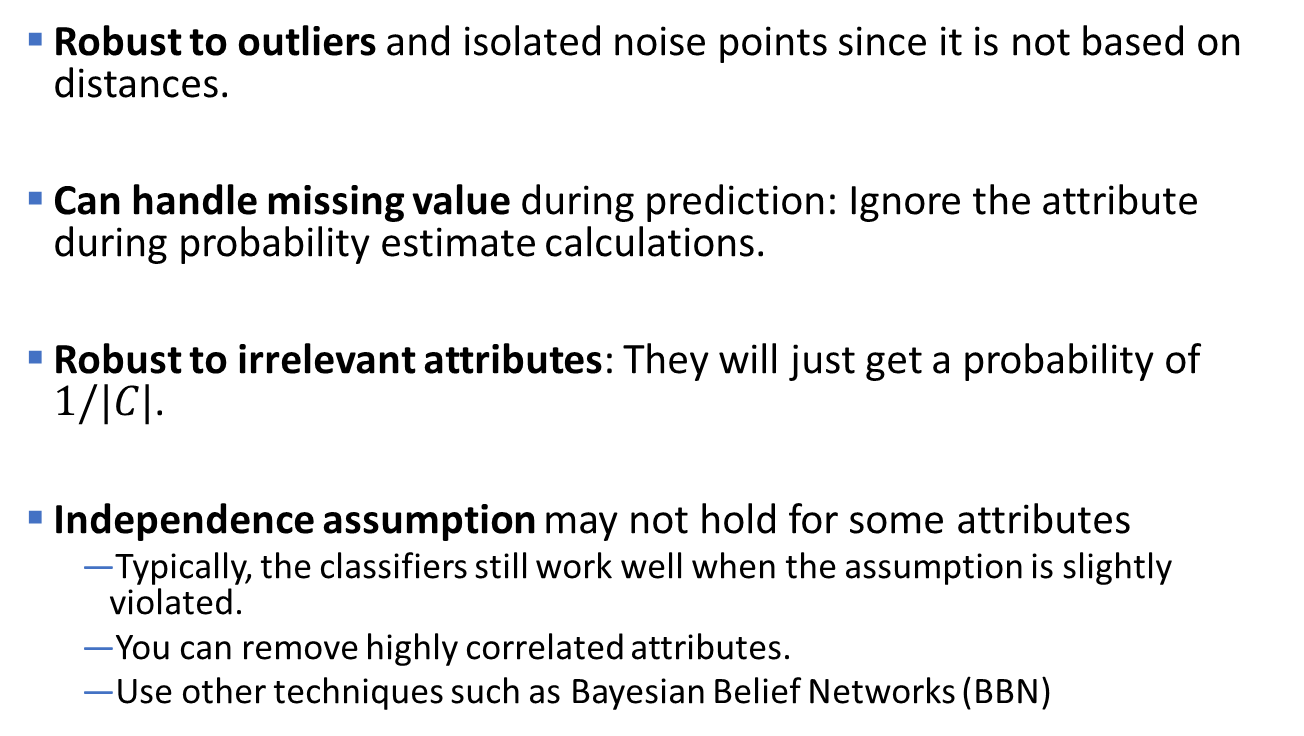 ▪ Robust to outliers and isolated noise points since it is not based on
distances.
▪ Can handle missing value during prediction: Ignore the attribute
during probability estimate calculations.
▪ Robust to irrelevant attributes: They will just get a probability of
1/|C|.
▪ Independence assumption may not hold for some attributes
—Typically, the classifiers still work well when the assumption is slightly
violated.
—You can remove highly correlated attributes.
—Use other techniques such as Bayesian Belief Networks (BBN)